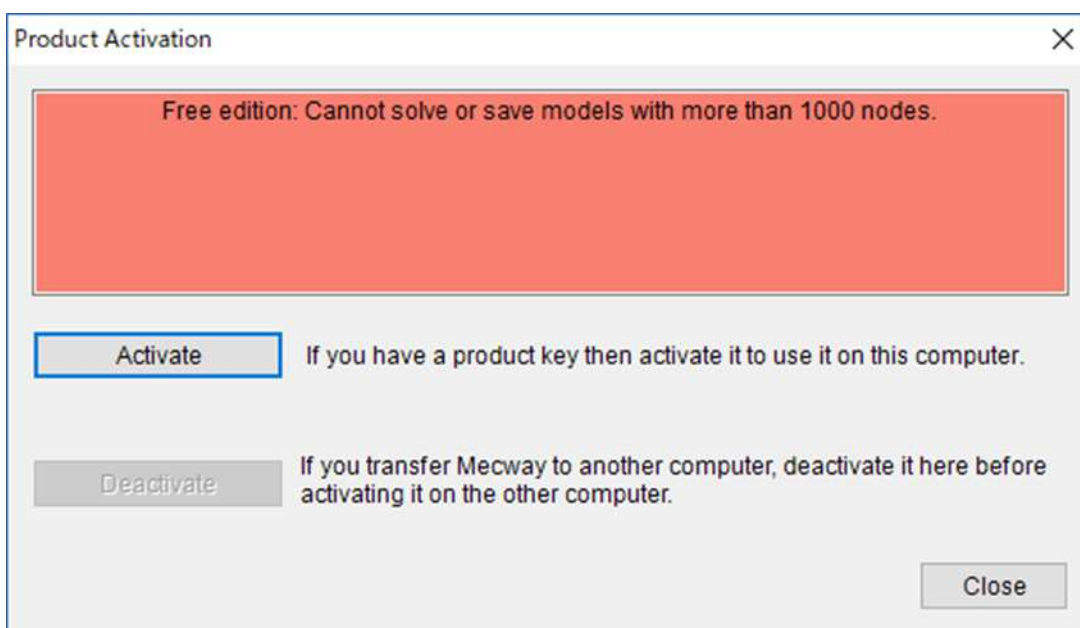 Product Activation
Free edition: Cannot solve or save models with more than 1000 nodes.
Activate
If you have a product key then activate it to use it on this computer.
Deactivate
If you transfer Mecway to another computer, deactivate it here before
activating it on the other computer.
Close